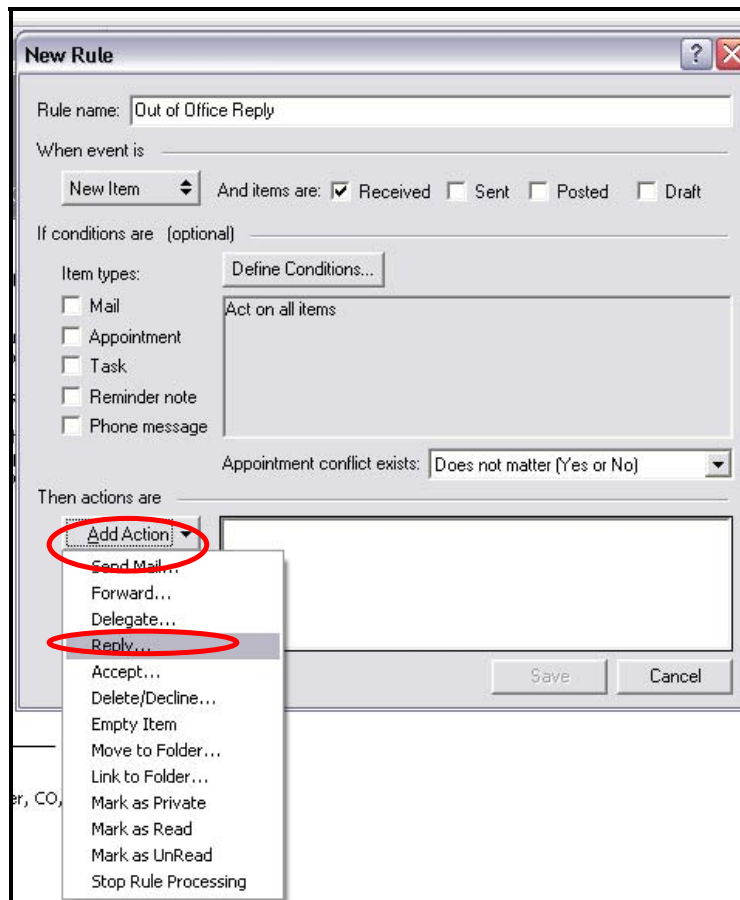 New Rule
Rule name: Out of Office Reply
When event is
New Item And items are: Received Sent Posted Draft
If conditions are (optional)
Item types: Define Conditions...
Mail
Act on all items
Appointment
Task
Reminder note
Phone message
Appointment conflict exists: Does not matter (Yes or No)
Then actions are
Add Action
Send Mail...
Forward...
Delegate...
Reply...
Accept...
Save Cancel
Delete/Decline...
Empty Item
Move to Folder...
Link to Folder...
er, CO,
Mark as Private
Mark as Read
Mark as UnRead
Stop Rule Processing